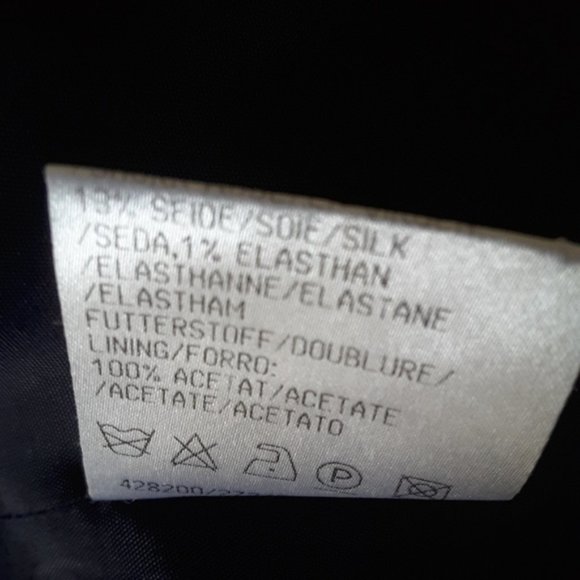 13% SEIDE/SOIE/SILK
/SEDA,1% ELASTHAN
/ELASTHANNE/ELASTANE
/ELASTHAM
FUTTERSTOFF/DOUBLURE/
LINING/FORRO:
100% ACETAT/ACETATE
/ACETATE/ACETATO
P